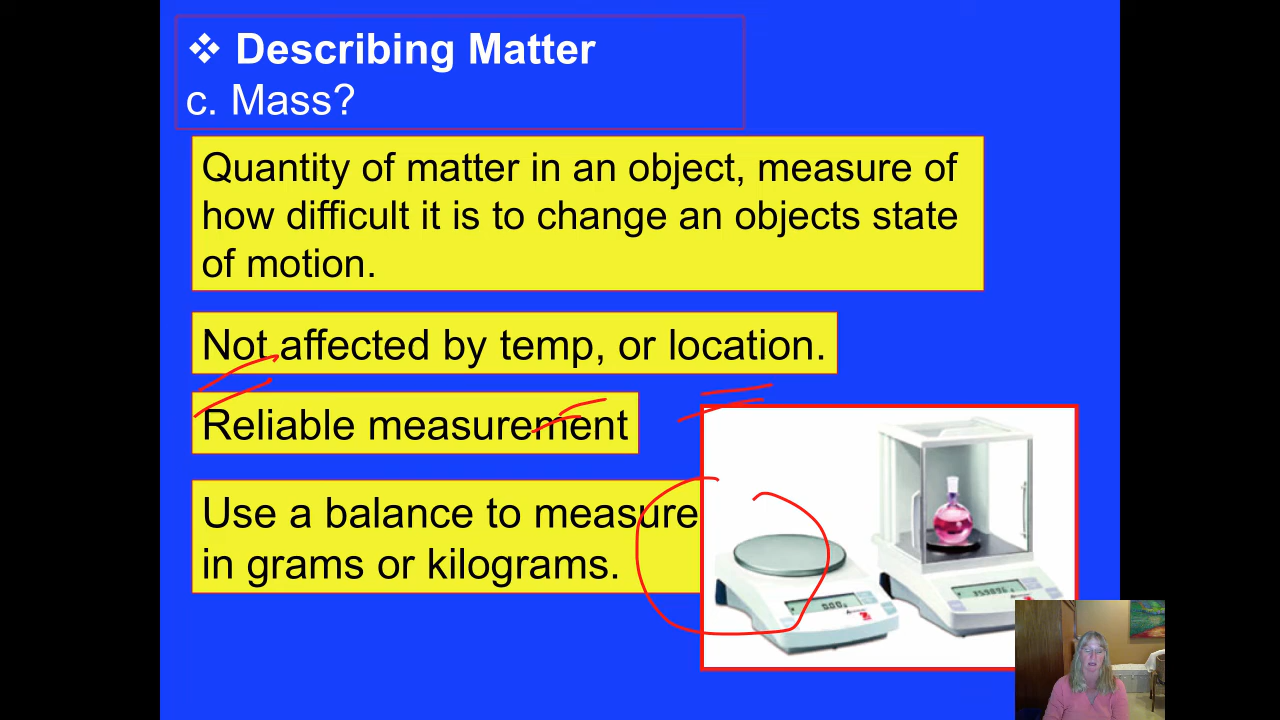 ❖ Describing Matter
c. Mass?
Quantity of matter in an object, measure of
how difficult it is to change an objects state
of motion.
Not affected by temp, or location.
Reliable measurement
Use a balance to measure
in grams or kilograms.